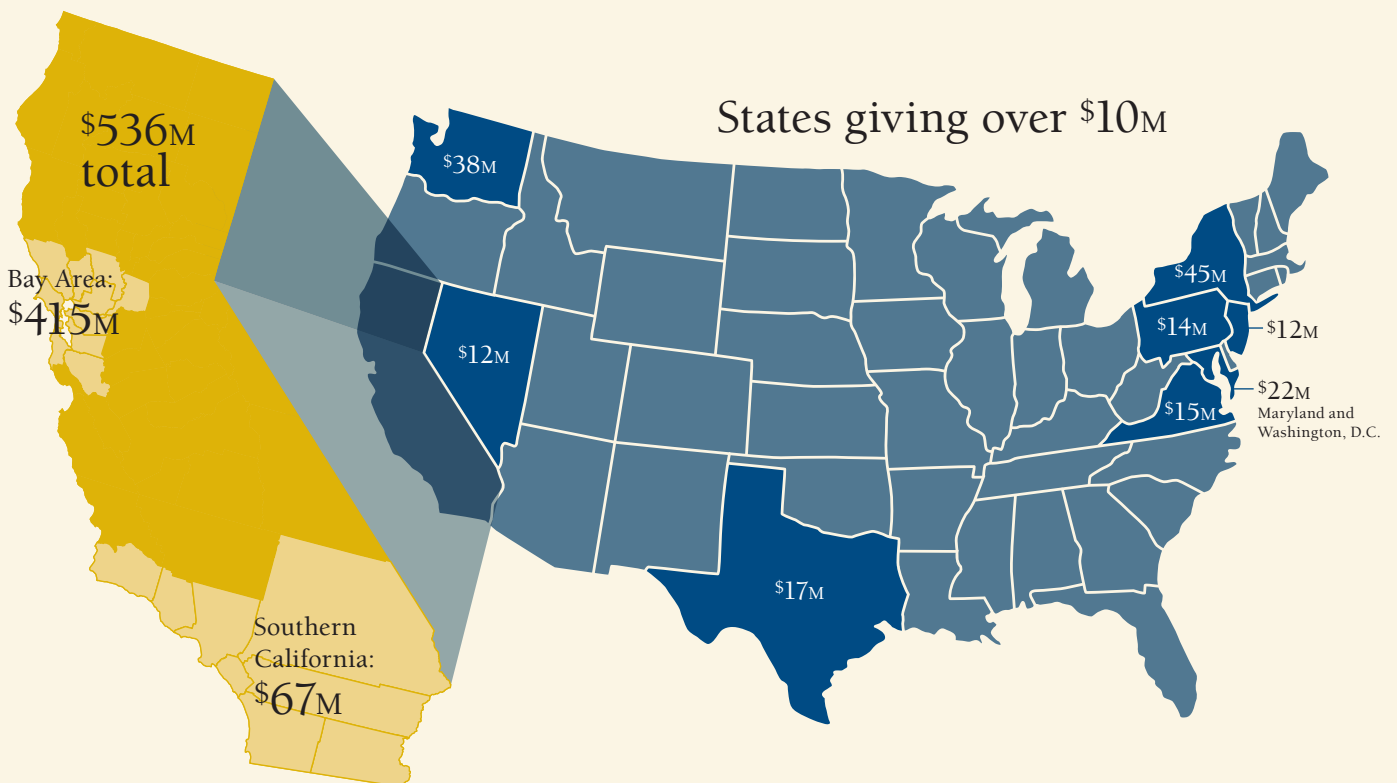 States giving over $10M
$536M
total
Bay Area:
$415M
Southern
California:
$67M
$38M
$12M
$17M
$45M
$14M
$12M
$22M
Maryland and
Washington, D.C.
$15M